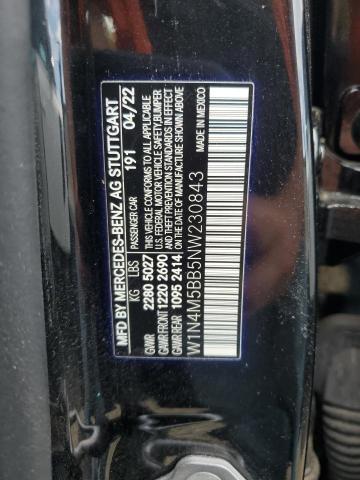 MFD BY MERCEDES-BENZ AG STUTTGART
KG LBS PASSENGER CAR 191 04/22
GVWR 2280 5027 THIS VEHICLE CONFORMS TO ALL APPLICABLE
GAWR FRONT 1220 2690 U.S. FEDERAL MOTOR VEHICLE SAFETY, BUMPER
GAWR REAR 1095 2414 AND THEFT PREVENTION STANDARDS IN EFFECT
ON THE DATE OF MANUFACTURE SHOWN ABOVE.
MADE IN MEXICO
W1N4M5BB5NW230843